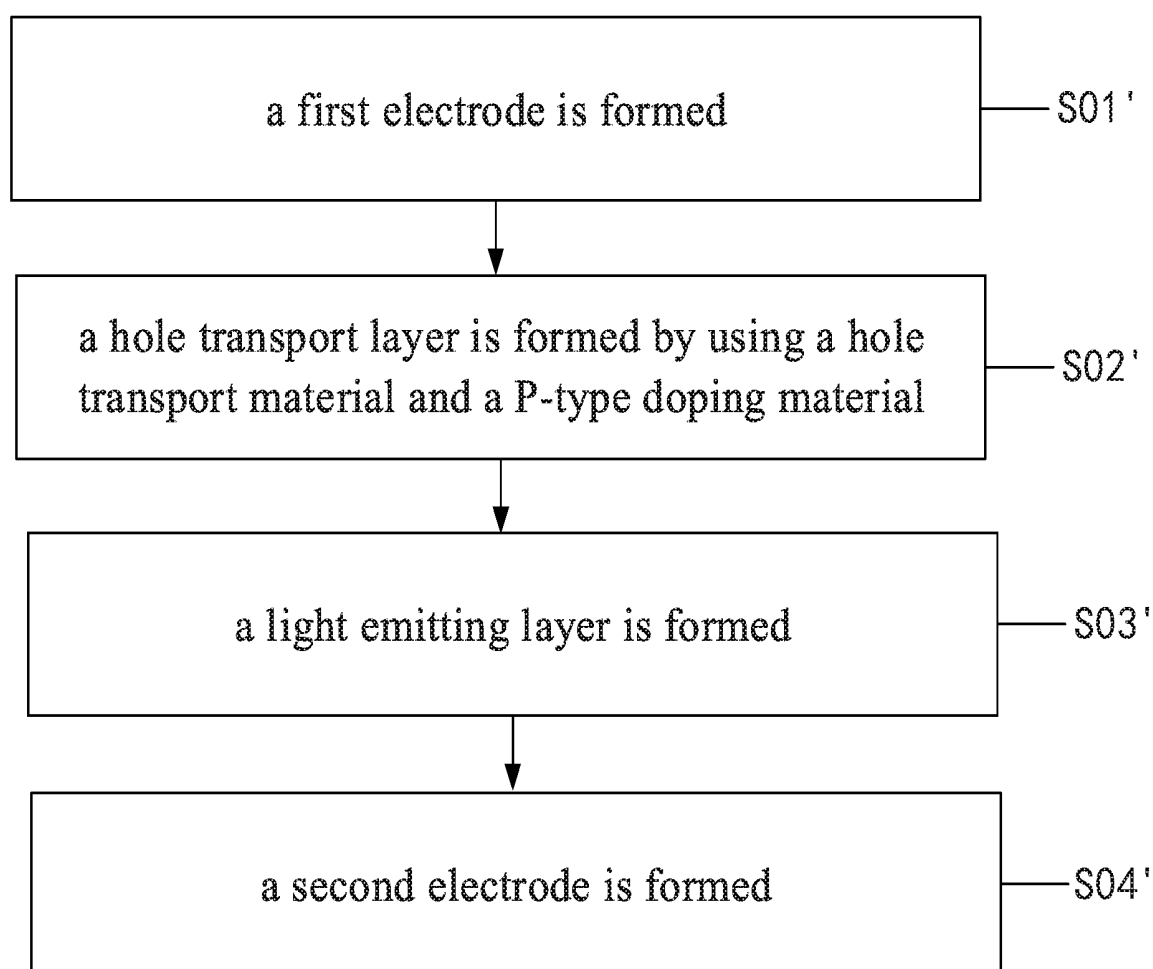 a first electrode is formed
S01'
a hole transport layer is formed by using a hole
transport material and a P-type doping material
S02'
a light emitting layer is formed
S03'
a second electrode is formed
S04'